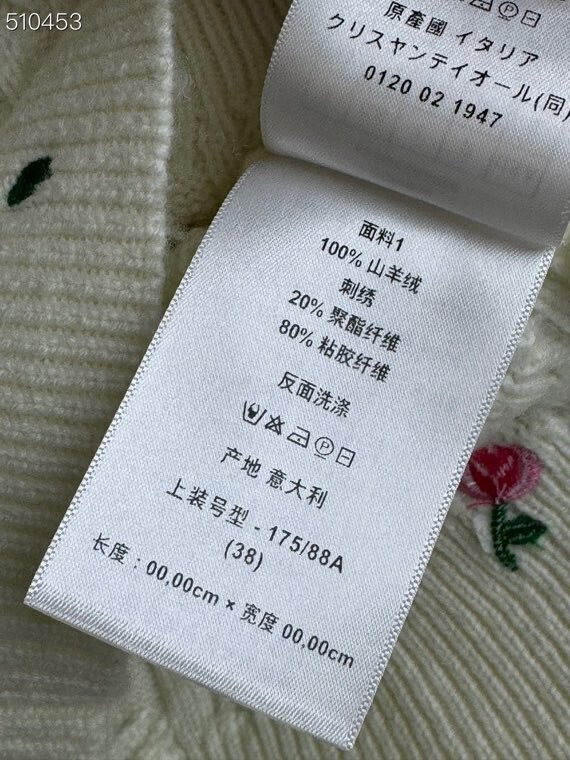 510453
原產國 イタリア
クリスヤンテイオール(同
0120 02 1947
面料1
100% 山羊绒
刺绣
20% 聚酯纤维
80% 粘胶纤维
反面洗涤
产地 意大利
上装号型 - 175/88A
(38)
长度：00,00cm × 宽度 00,00cm